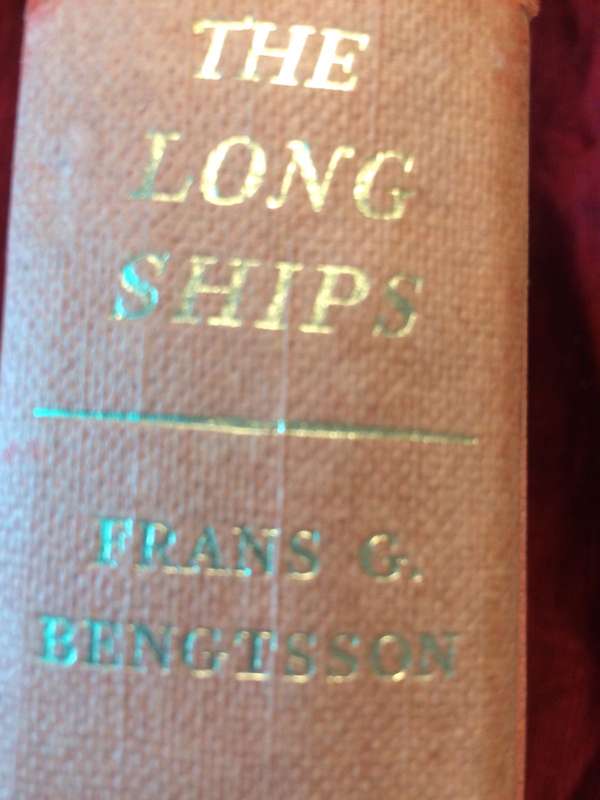 THE
LONG
SHIPS
FRANS G.
BENGTSSON